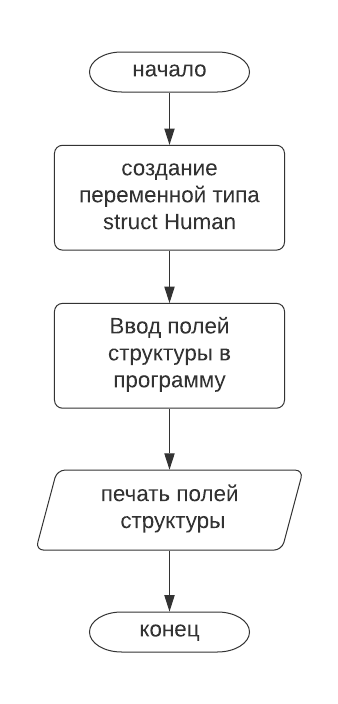 начало
создание
переменной типа
struct Human
Ввод полей
структуры в
программу
печать полей
структуры
конец